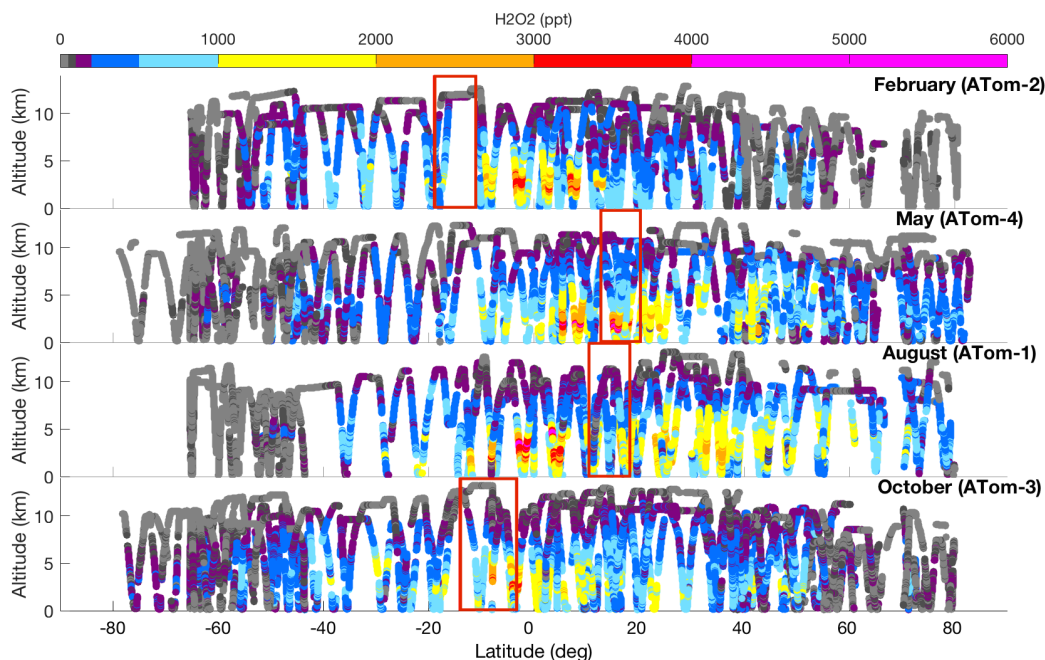 H2O2 (ppt)
0 1000 2000 3000 4000 5000 6000
February (ATom-2)
10
5
0
Altitude (km)
May (ATom-4)
10
5
0
Altitude (km)
August (ATom-1)
10
5
0
Altitude (km)
October (ATom-3)
10
5
0
Altitude (km)
-80 -60 -40 -20 0 20 40 60 80
Latitude (deg)